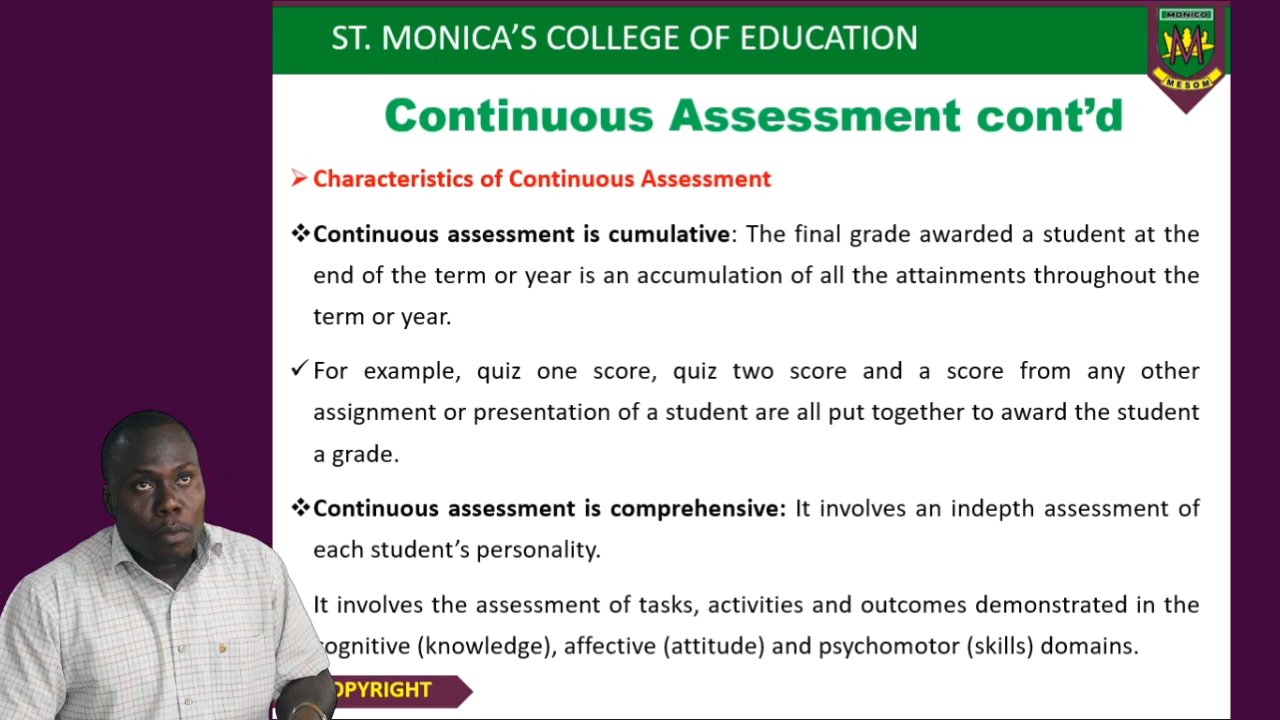 ST. MONICA’S COLLEGE OF EDUCATION
MONICO
MESOM
Continuous Assessment cont’d
Characteristics of Continuous Assessment
Continuous assessment is cumulative: The final grade awarded a student at the
end of the term or year is an accumulation of all the attainments throughout the
term or year.
For example, quiz one score, quiz two score and a score from any other
assignment or presentation of a student are all put together to award the student
a grade.
Continuous assessment is comprehensive: It involves an indepth assessment of
each student’s personality.
It involves the assessment of tasks, activities and outcomes demonstrated in the
ognitive (knowledge), affective (attitude) and psychomotor (skills) domains.
OPYRIGHT